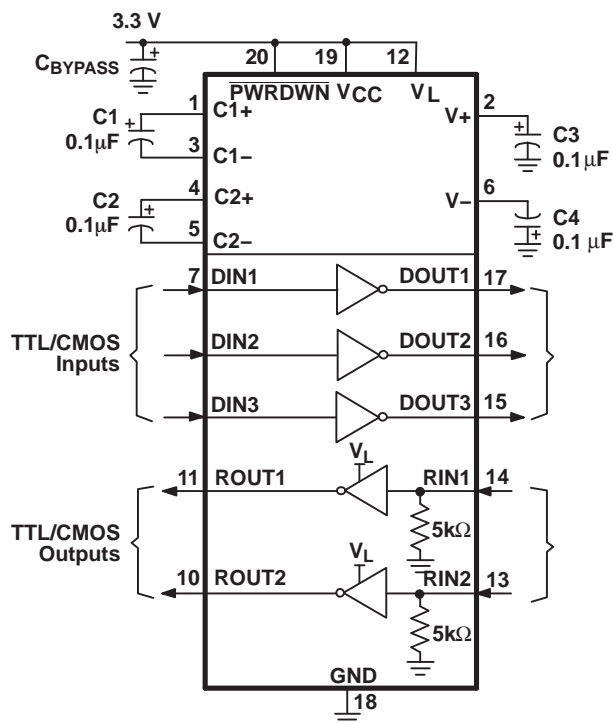 3.3 V
CBYPASS
+
20
19
12
PWRDWN
VCC
VL
1
C1+
C1
+
0.1μF
3
C1−
2
V+
+
C3
0.1 μF
4
C2+
C2
+
0.1μF
5
C2−
6
V−
C4
+
0.1 μF
7
DIN1
DOUT1
17
TTL/CMOS
Inputs
DIN2
DOUT2
16
DIN3
DOUT3
15
VL
11
ROUT1
RIN1
14
5kΩ
TTL/CMOS
Outputs
VL
10
ROUT2
RIN2
13
5kΩ
GND
18